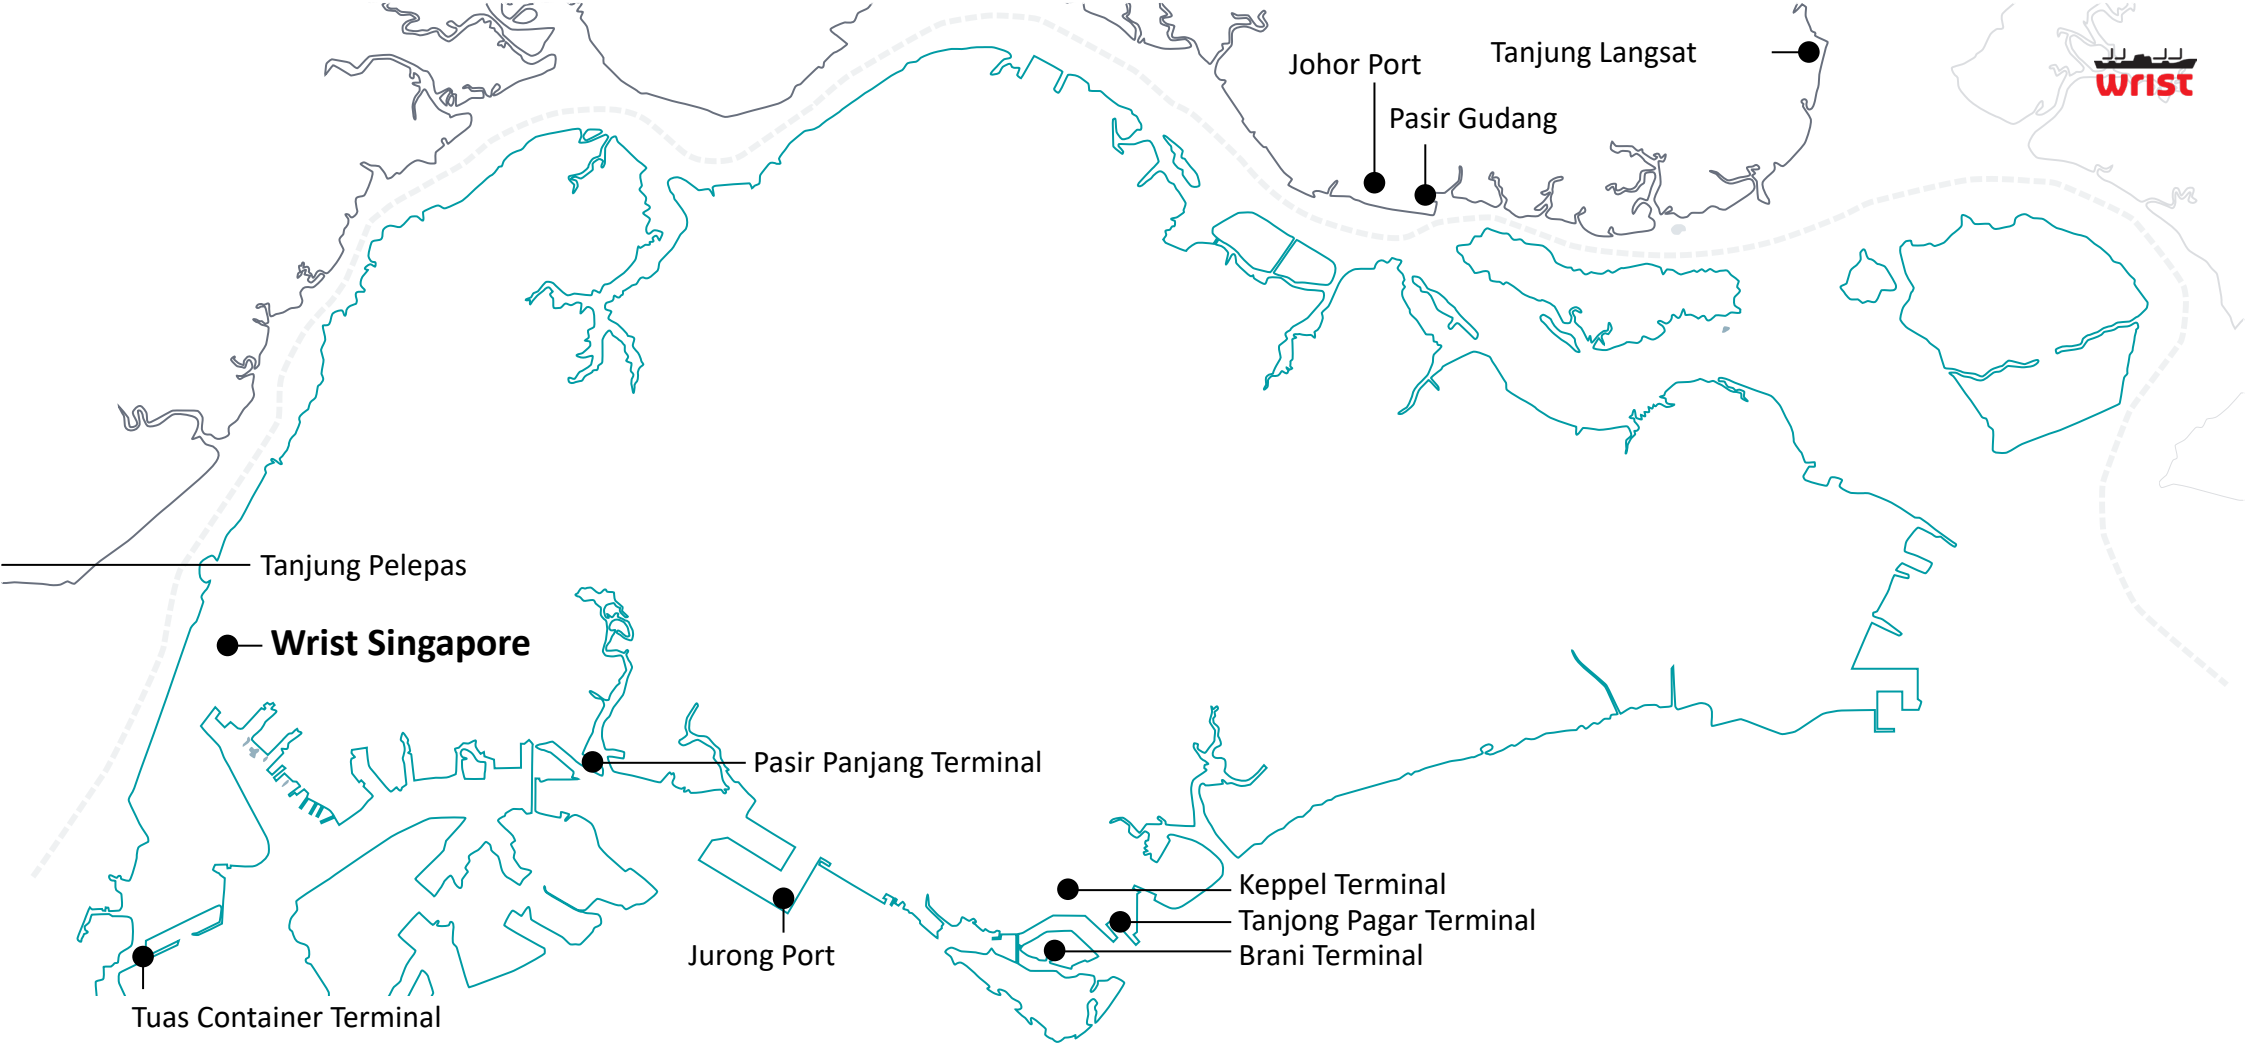 Johor Port
Tanjung Langsat
wrist
Pasir Gudang
Tanjung Pelepas
Wrist Singapore
Pasir Panjang Terminal
Keppel Terminal
Tanjong Pagar Terminal
Brani Terminal
Jurong Port
Tuas Container Terminal